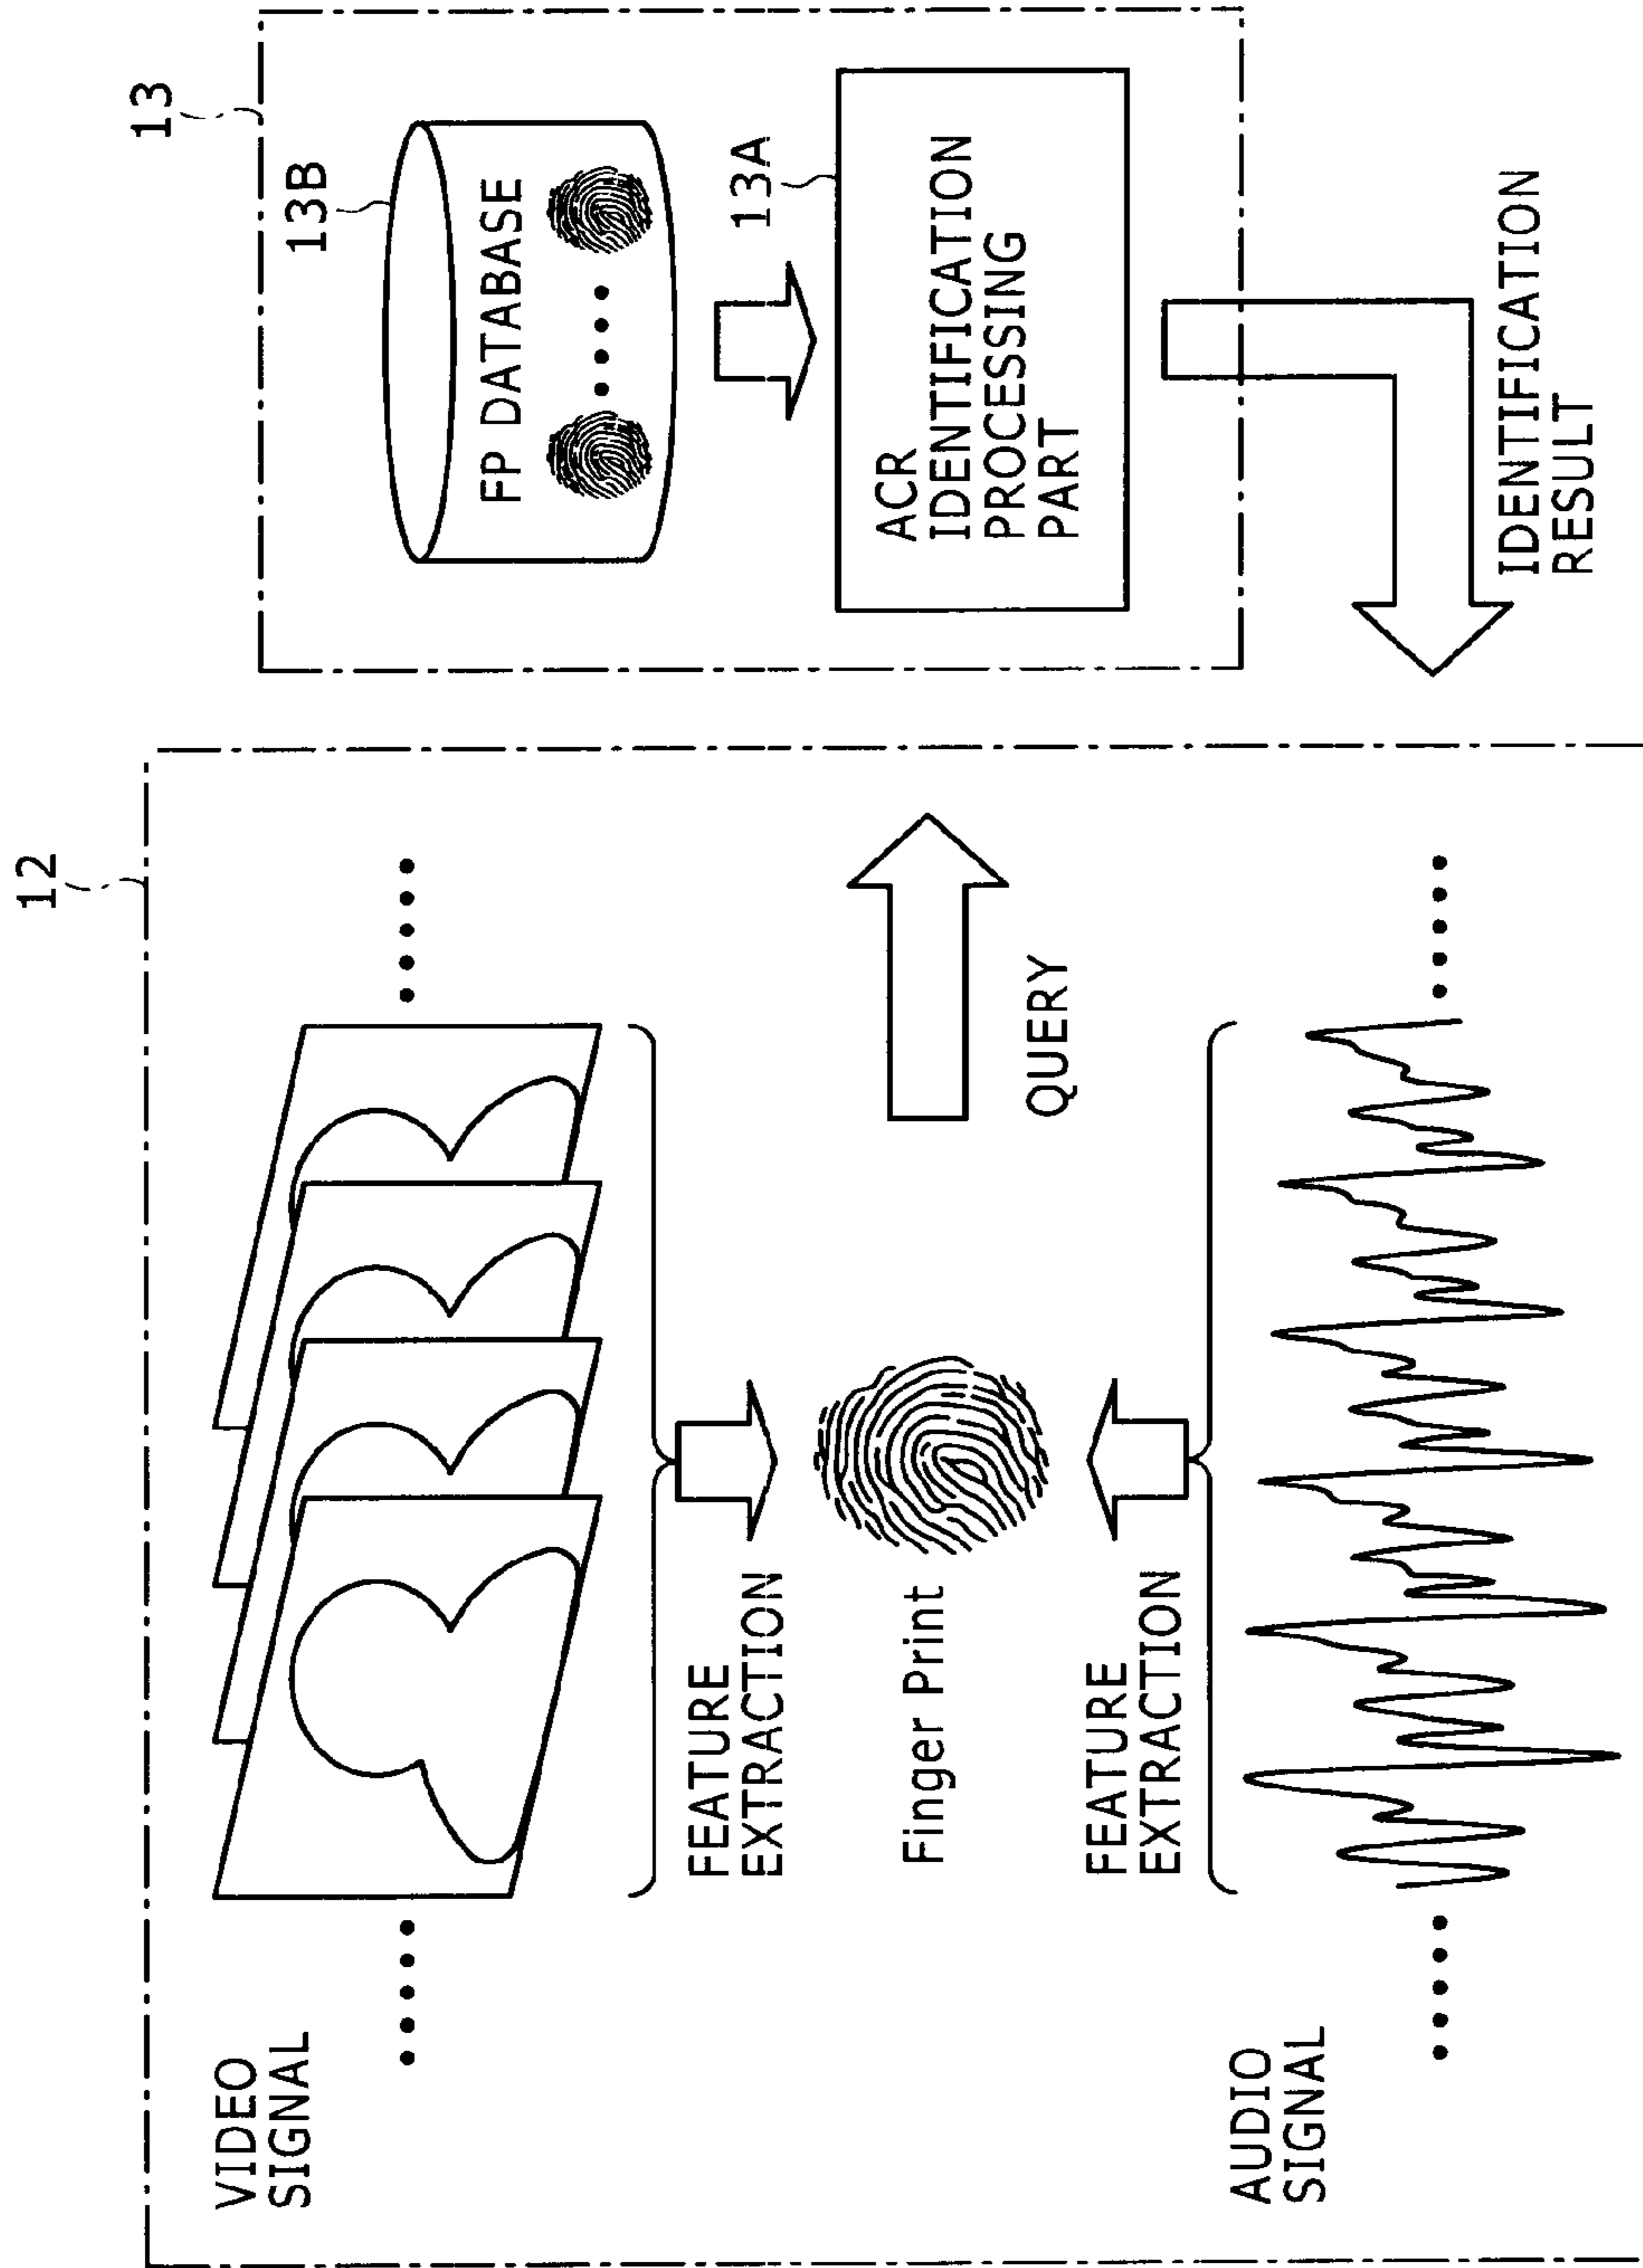 12
VIDEO
SIGNAL
FEATURE
EXTRACTION
Finger Print
QUERY
FEATURE
EXTRACTION
AUDIO
SIGNAL
13
13B
FP DATABASE
13A
ACR
IDENTIFICATION
PROCESSING
PART
IDENTIFICATION
RESULT